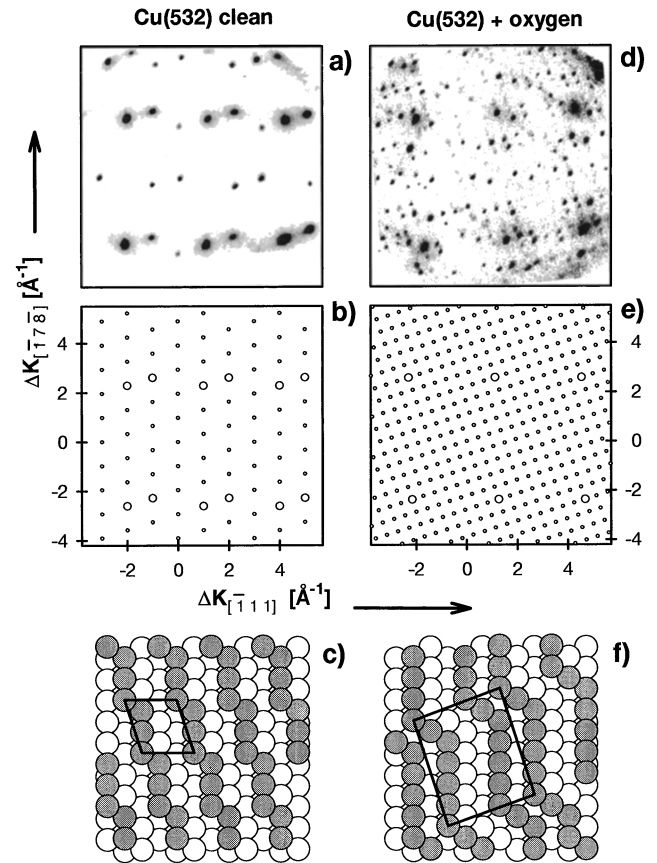 Cu(532) clean
Cu(532) + oxygen
a)
d)
b)
e)
ΔK[1̄ 7 8̄] [Å-1]
4
2
0
-2
-4
4
2
0
-2
-4
-2 0 2 4
-2 0 2 4
ΔK[1̄ 1 1] [Å-1]
c)
f)